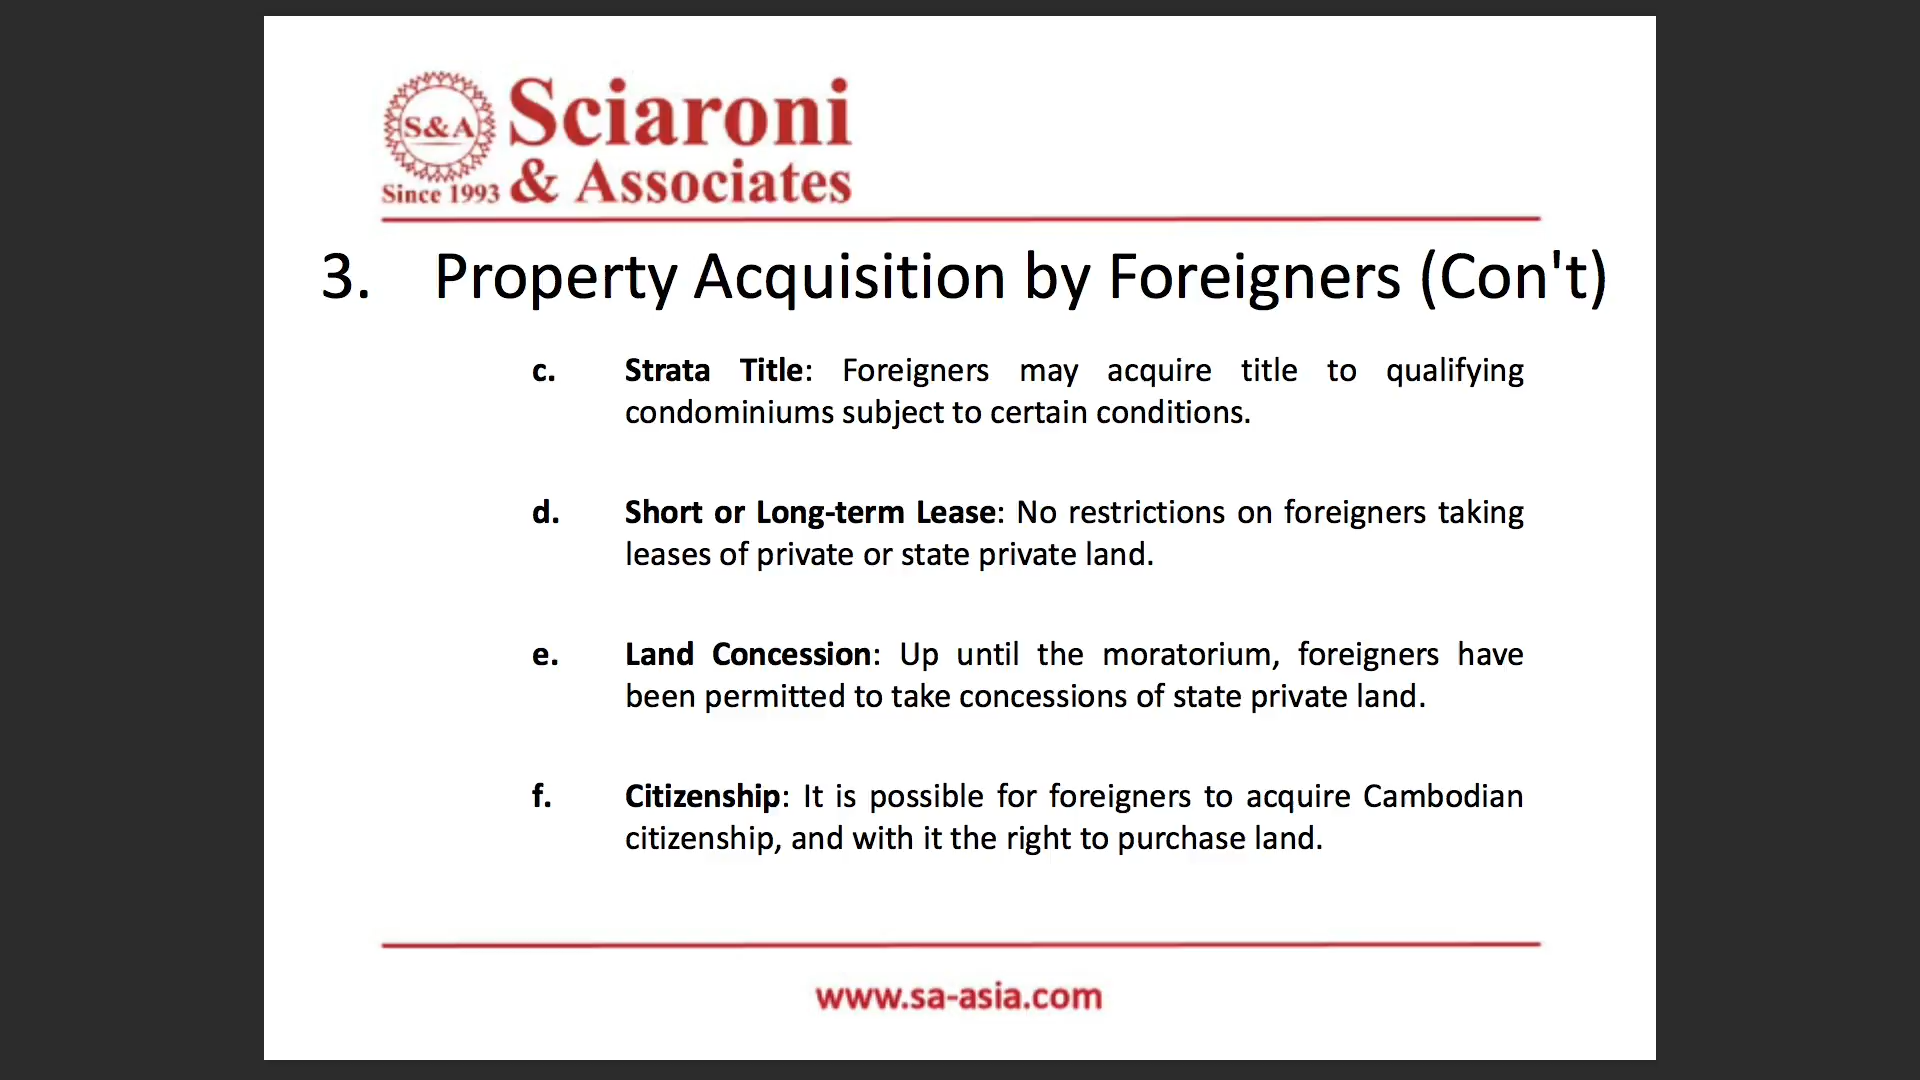 S&A
Since 1993
Sciaroni
& Associates
3. Property Acquisition by Foreigners (Con't)
c. Strata Title: Foreigners may acquire title to qualifying
condominiums subject to certain conditions.
d. Short or Long-term Lease: No restrictions on foreigners taking
leases of private or state private land.
e. Land Concession: Up until the moratorium, foreigners have
been permitted to take concessions of state private land.
f. Citizenship: It is possible for foreigners to acquire Cambodian
citizenship, and with it the right to purchase land.
www.sa-asia.com